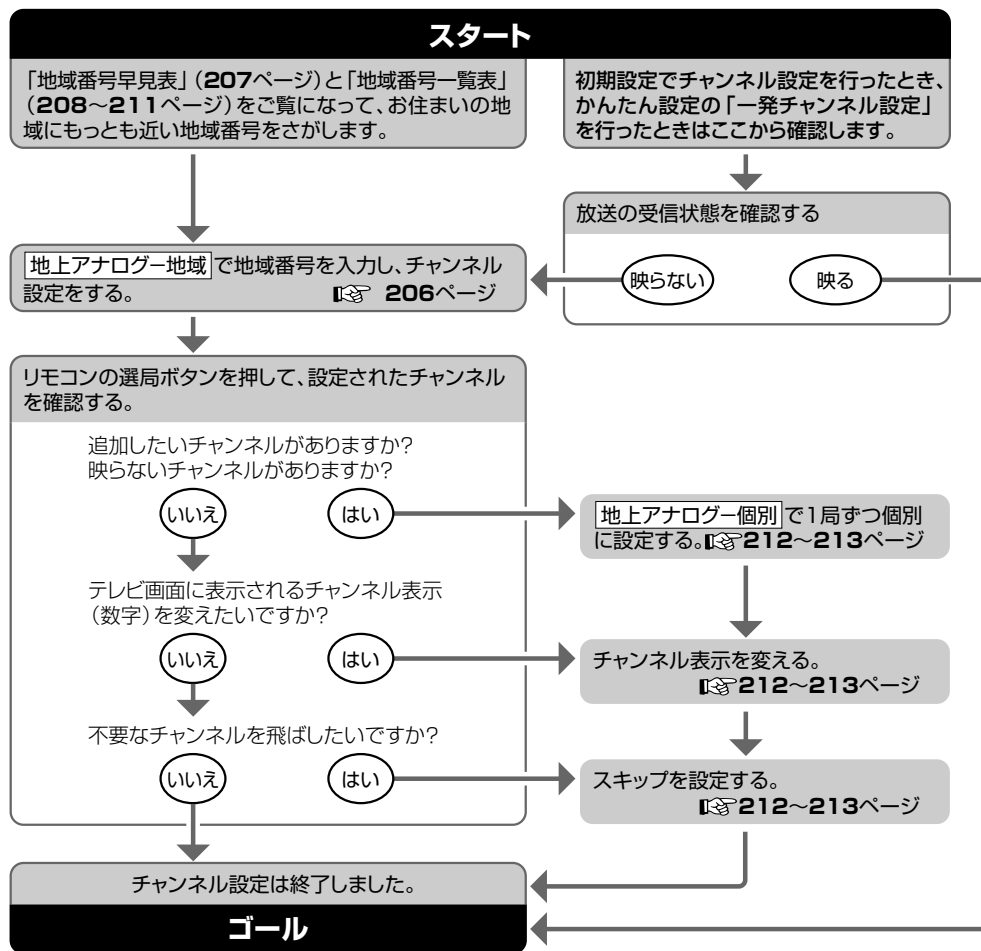 スタート
「地域番号早見表」（207ページ）と「地域番号一覧表」
（208～211ページ）をご覧になって、お住まいの地
域にもっとも近い地域番号をさがします。
初期設定でチャンネル設定を行ったとき、
かんたん設定の「一発チャンネル設定」
を行ったときはここから確認します。
放送の受信状態を確認する
映らない
映る
地上アナログー地域 で地域番号を入力し、チャンネル
設定をする。 206ページ
リモコンの選局ボタンを押して、設定されたチャンネル
を確認する。
追加したいチャンネルがありますか?
映らないチャンネルがありますか?
いいえ
はい
地上アナログー個別 で1局ずつ個別
に設定する。 212～213ページ
テレビ画面に表示されるチャンネル表示
（数字）を変えたいですか?
いいえ
はい
チャンネル表示を変える。
212～213ページ
不要なチャンネルを飛ばしたいですか?
いいえ
はい
スキップを設定する。
212～213ページ
チャンネル設定は終了しました。
ゴール